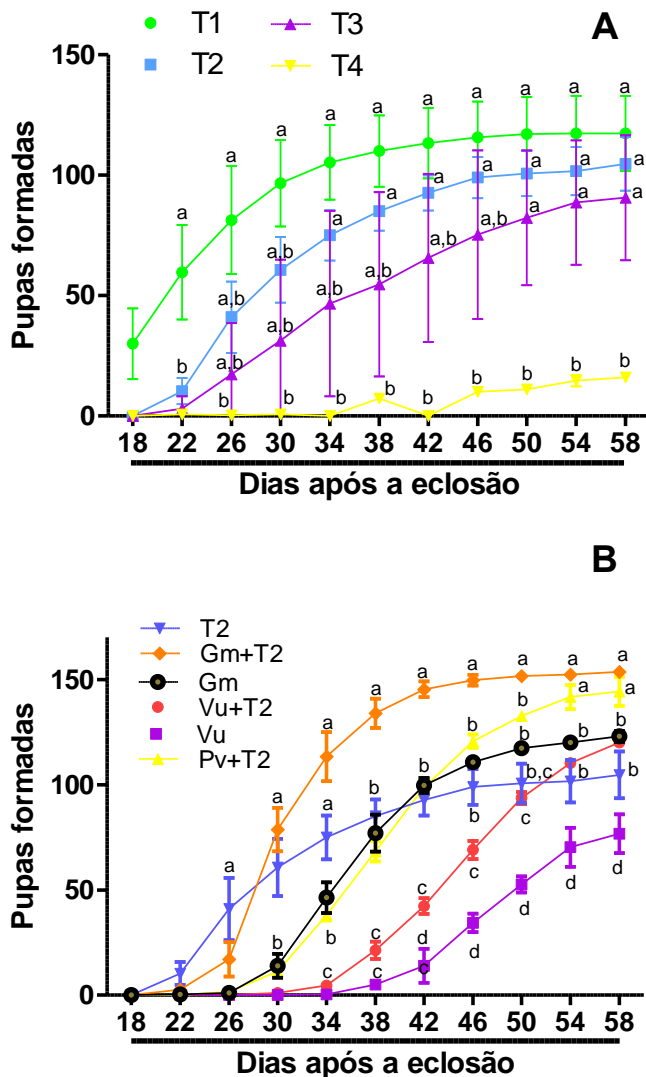 T1 T3 A
T2 T4
150
a a a a a a a a a a
100
a a a a a a
a a a
a,b a,b
50
a,b a,b a,b a,b
a,b
b
0
b b b b b b b b b
18 22 26 30 34 38 42 46 50 54 58
Pupas formadas
Dias após a eclosão
B
T2
Gm+T2
Gm
Vu+T2
Vu
Pv+T2
150
a a a a a a a a
a a
100
b b b b b
b,c b b
a a
b c
50
b b c c d d
0
c c c d d d
18 22 26 30 34 38 42 46 50 54 58
Pupas formadas
Dias após a eclosão